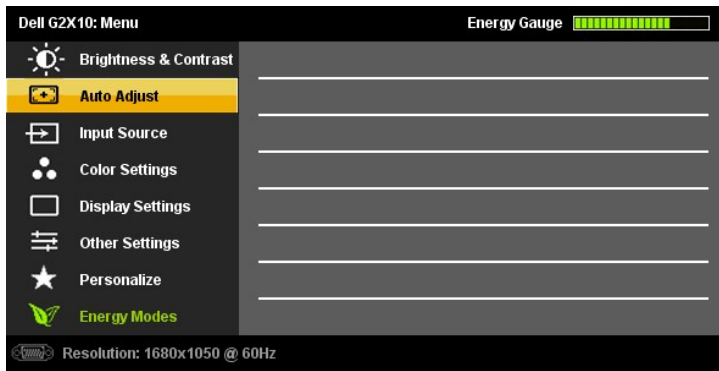 Dell G2X10: Menu
Energy Gauge
Brightness & Contrast
Auto Adjust
Input Source
Color Settings
Display Settings
Other Settings
Personalize
Energy Modes
Resolution: 1680x1050 @ 60Hz